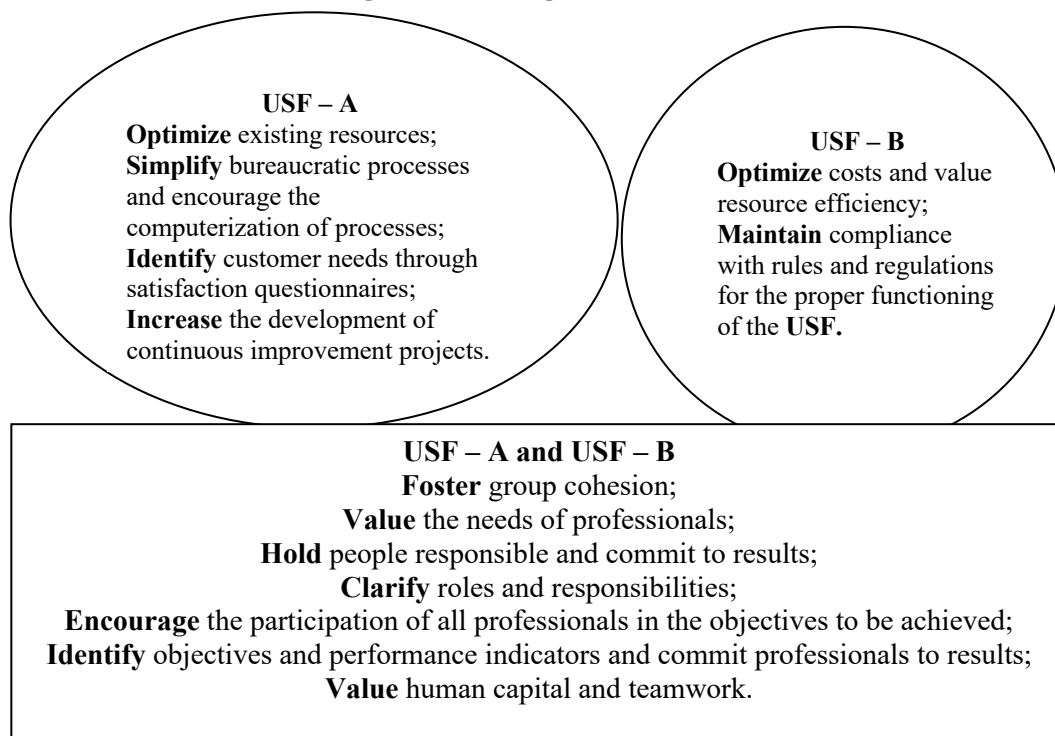 USF – A
Optimize existing resources;
Simplify bureaucratic processes
and encourage the
computerization of processes;
Identify customer needs through
satisfaction questionnaires;
Increase the development of
continuous improvement projects.
USF – B
Optimize costs and value
resource efficiency;
Maintain compliance
with rules and regulations
for the proper functioning
of the USF.
USF – A and USF – B
Foster group cohesion;
Value the needs of professionals;
Hold people responsible and commit to results;
Clarify roles and responsibilities;
Encourage the participation of all professionals in the objectives to be achieved;
Identify objectives and performance indicators and commit professionals to results;
Value human capital and teamwork.